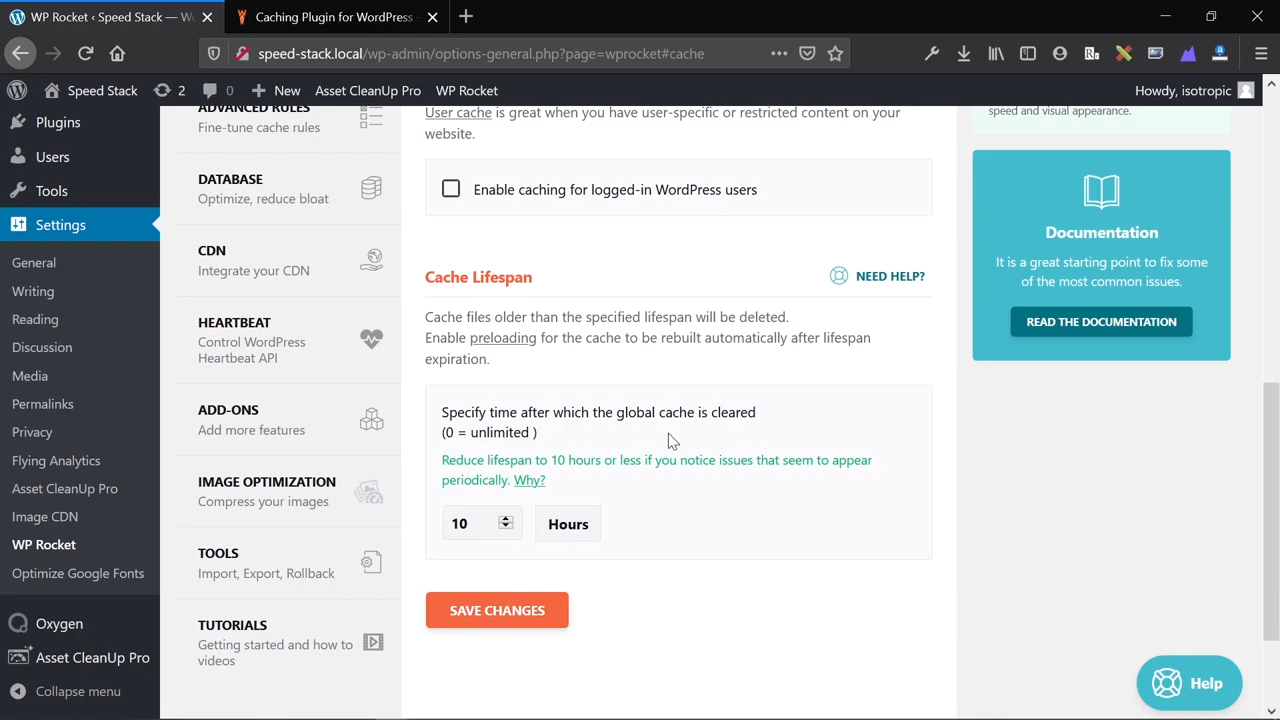 WP Rocket ‹ Speed Stack — Wo
Caching Plugin for WordPress -
speed-stack.local/wp-admin/options-general.php?page=wprocket#cache
Speed Stack
2
0
New
Asset CleanUp Pro
WP Rocket
Howdy, isotropic
Plugins
Users
Tools
Settings
General
Writing
Reading
Discussion
Media
Permalinks
Privacy
Flying Analytics
Asset CleanUp Pro
Image CDN
WP Rocket
Optimize Google Fonts
Oxygen
Asset CleanUp Pro
Collapse menu
ADVANCED RULES
Fine-tune cache rules
DATABASE
Optimize, reduce bloat
CDN
Integrate your CDN
HEARTBEAT
Control WordPress
Heartbeat API
ADD-ONS
Add more features
IMAGE OPTIMIZATION
Compress your images
TOOLS
Import, Export, Rollback
TUTORIALS
Getting started and how to
videos
User cache is great when you have user-specific or restricted content on your
website.
Enable caching for logged-in WordPress users
Cache Lifespan
NEED HELP?
Cache files older than the specified lifespan will be deleted.
Enable preloading for the cache to be rebuilt automatically after lifespan
expiration.
Specify time after which the global cache is cleared
(0 = unlimited )
Reduce lifespan to 10 hours or less if you notice issues that seem to appear
periodically. Why?
10
Hours
SAVE CHANGES
speed and visual appearance.
Documentation
It is a great starting point to fix some
of the most common issues.
READ THE DOCUMENTATION
Help